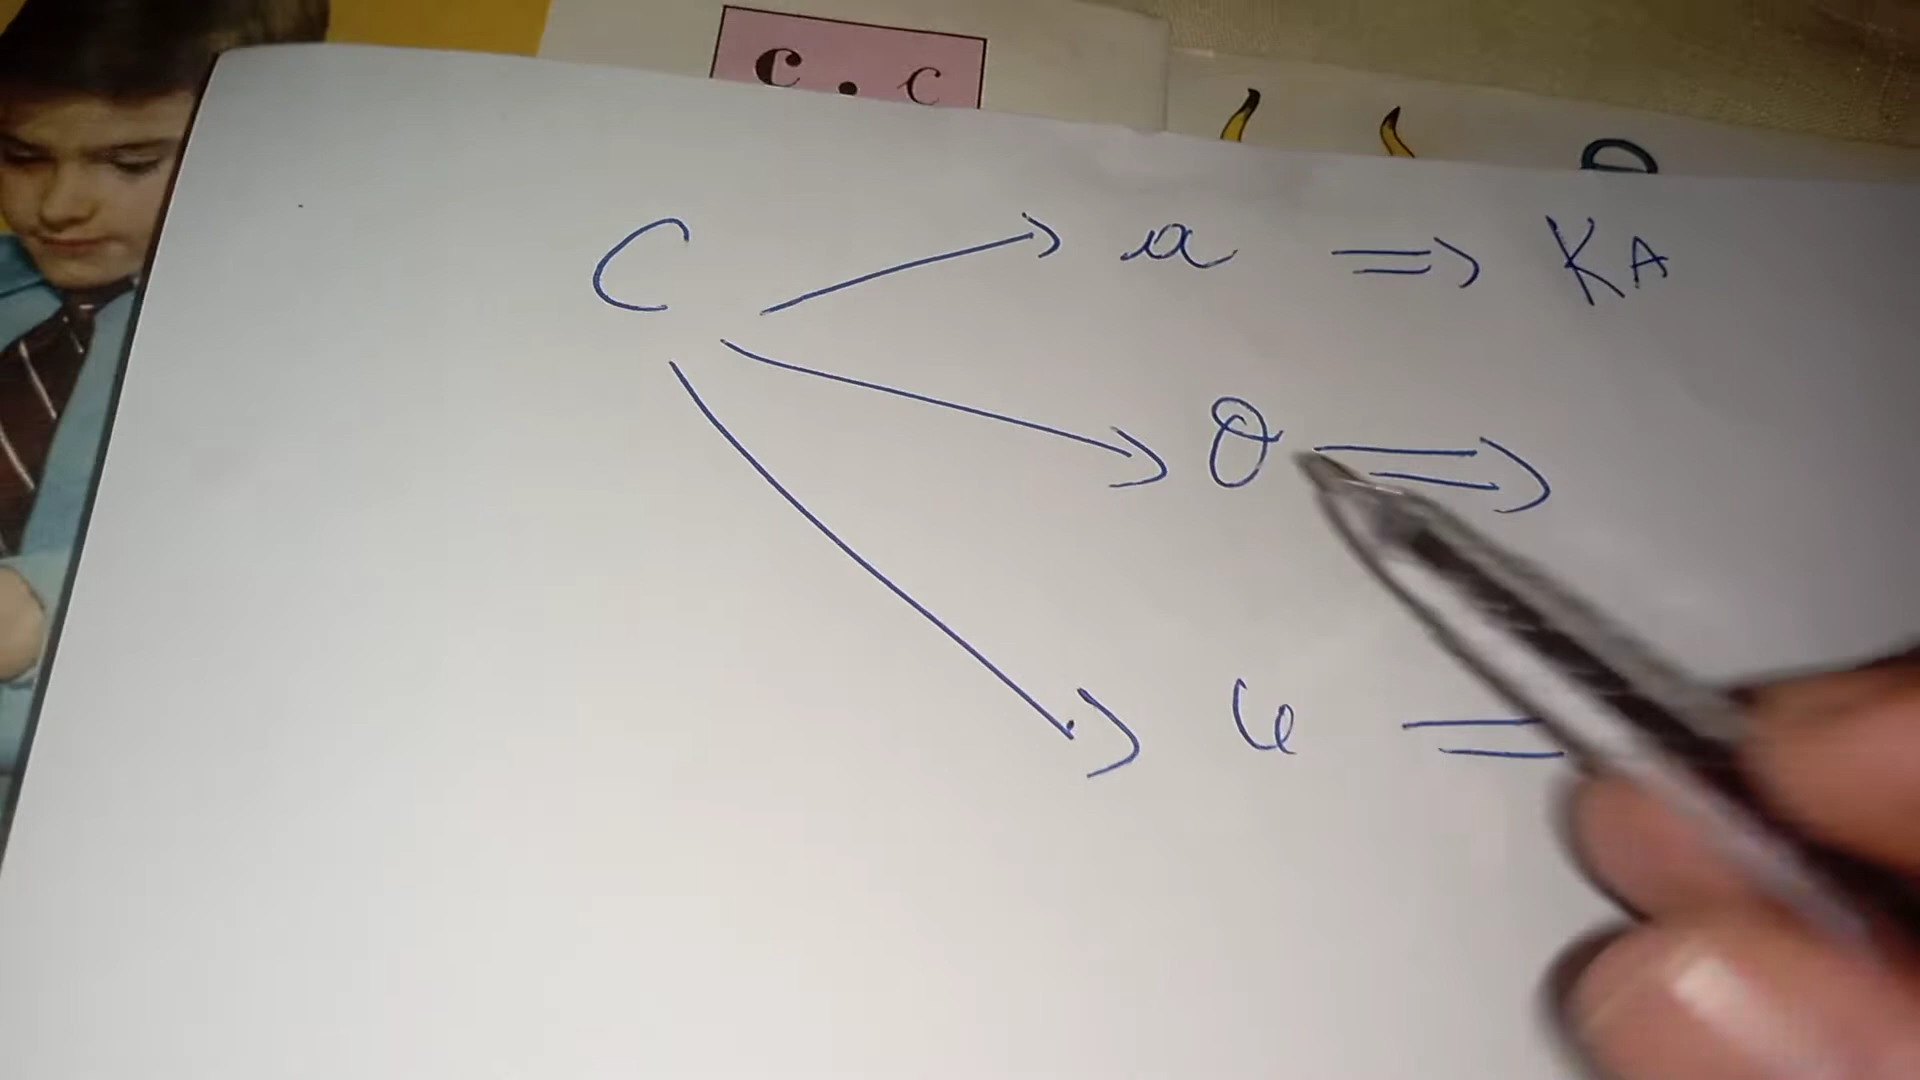 c . c
C → a ⇒ KA
→ O ⇒
→ u =